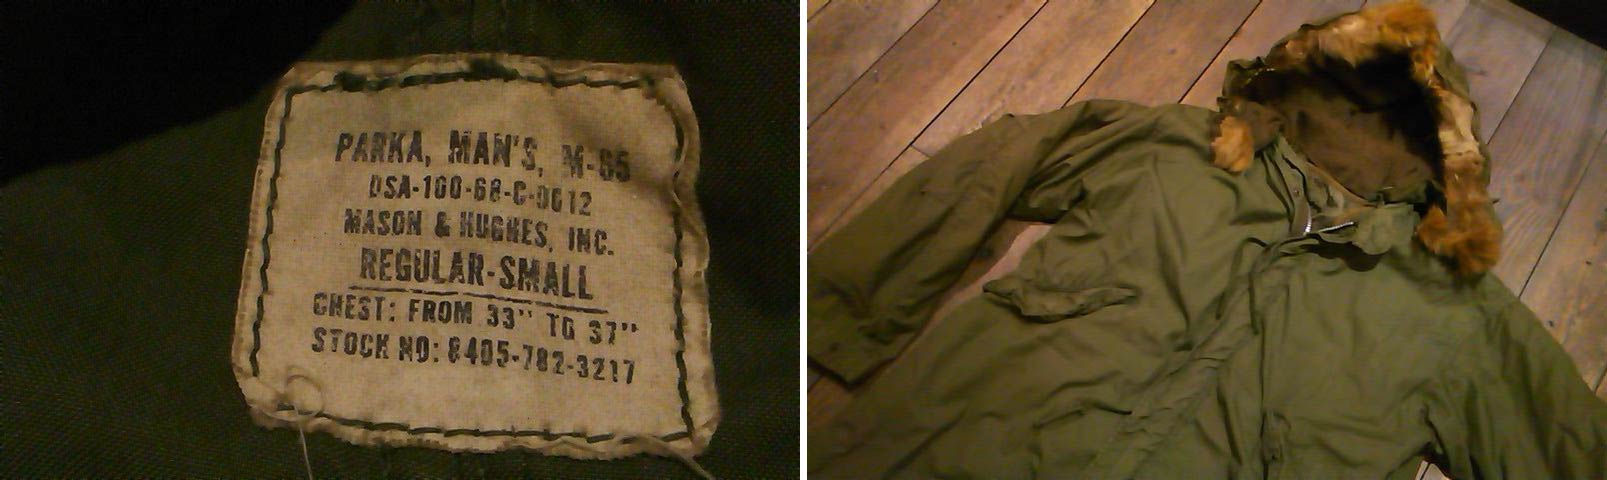 PARKA, MAN'S, M-65
DSA-100-68-C-0612
MASON & HUGHES, INC.
REGULAR-SMALL
CHEST: FROM 33" TO 37"
STOCK NO: 8405-782-3217